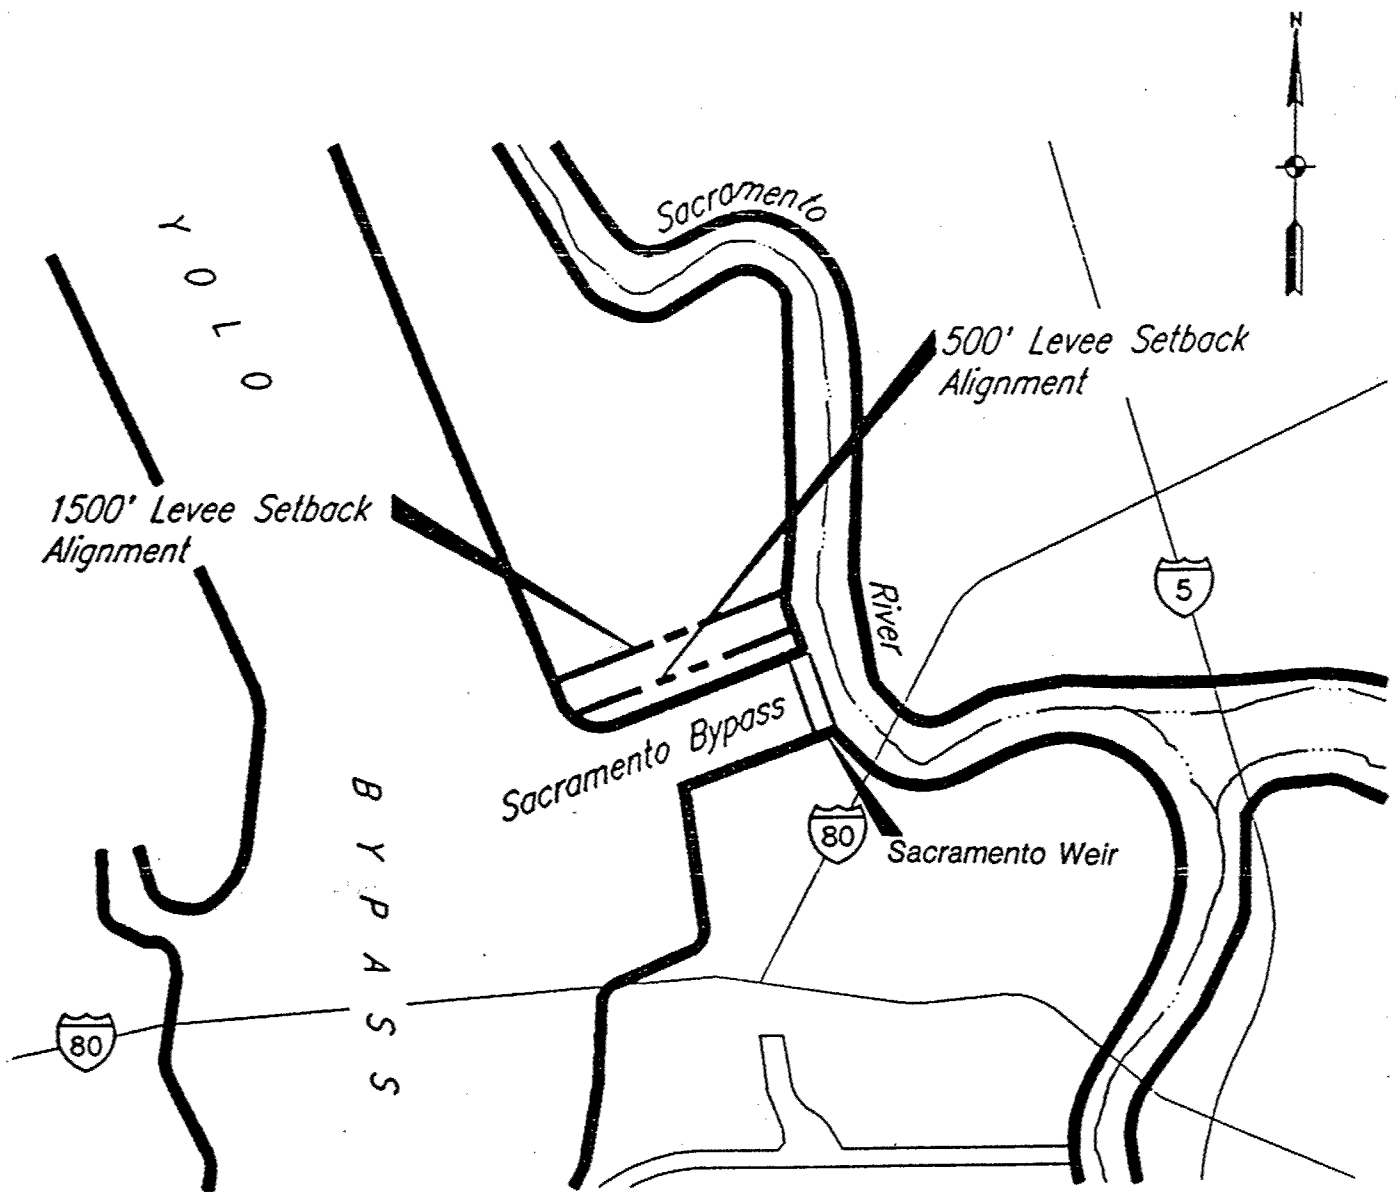 N
Sacramento
YOLO
500' Levee Setback
Alignment
1500' Levee Setback
Alignment
5
River
Sacramento Bypass
BYPASS
80
Sacramento Weir
80